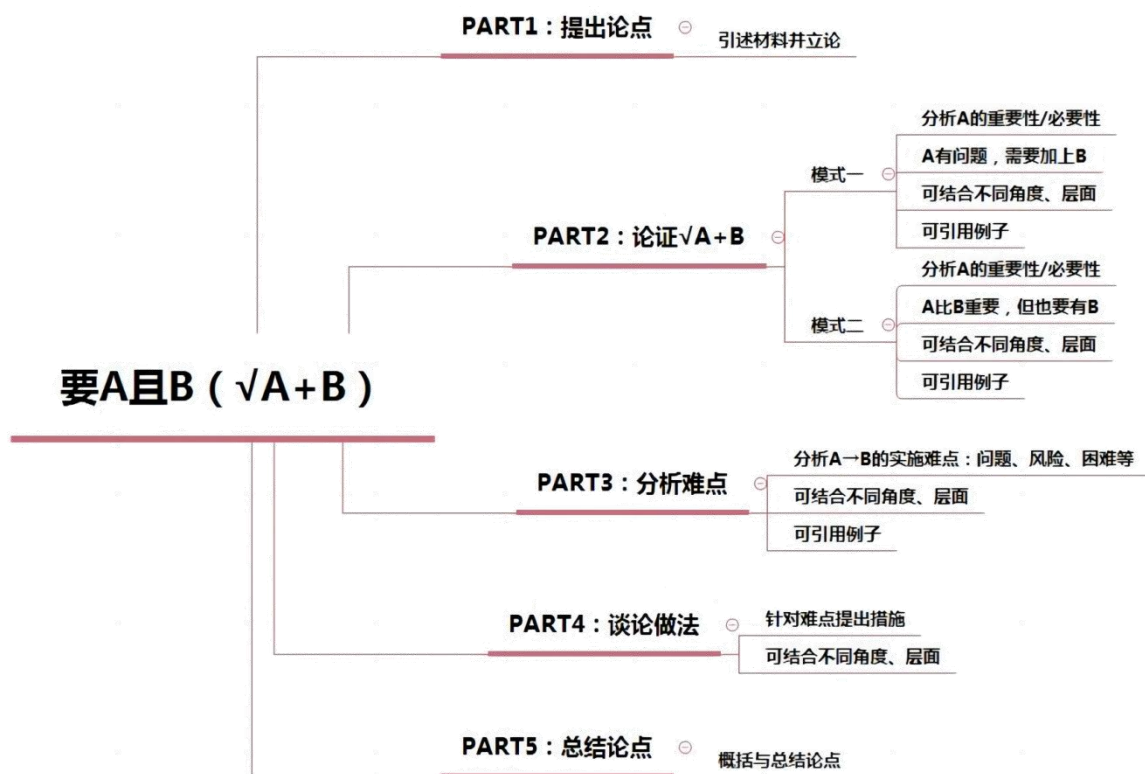 PART1：提出论点
引述材料并立论
分析A的重要性/必要性
A有问题，需要加上B
模式一
可结合不同角度、层面
可引用例子
PART2：论证√A+B
分析A的重要性/必要性
A比B重要，但也要有B
模式二
可结合不同角度、层面
可引用例子
要A且B（√A+B）
分析A→B的实施难点：问题、风险、困难等
PART3：分析难点
可结合不同角度、层面
可引用例子
PART4：谈论做法
针对难点提出措施
可结合不同角度、层面
PART5：总结论点
概括与总结论点